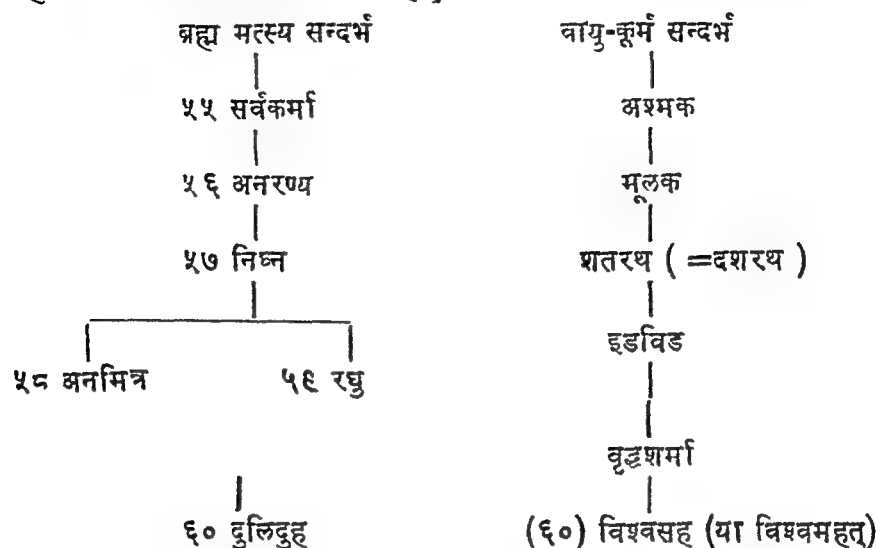 ब्रह्म मत्स्य सन्दर्भ वायु-कूर्म सन्दर्भ
५५ सर्वकर्मा अश्मक
५६ अनरण्य मूलक
५७ निघ्न शतरथ (=दशरथ )
इडविड
५८ अनमित्र ५९ रघु
वृद्धशर्मा
६० दुलिदुह (६०) विश्वसह (या विश्वमहत्)